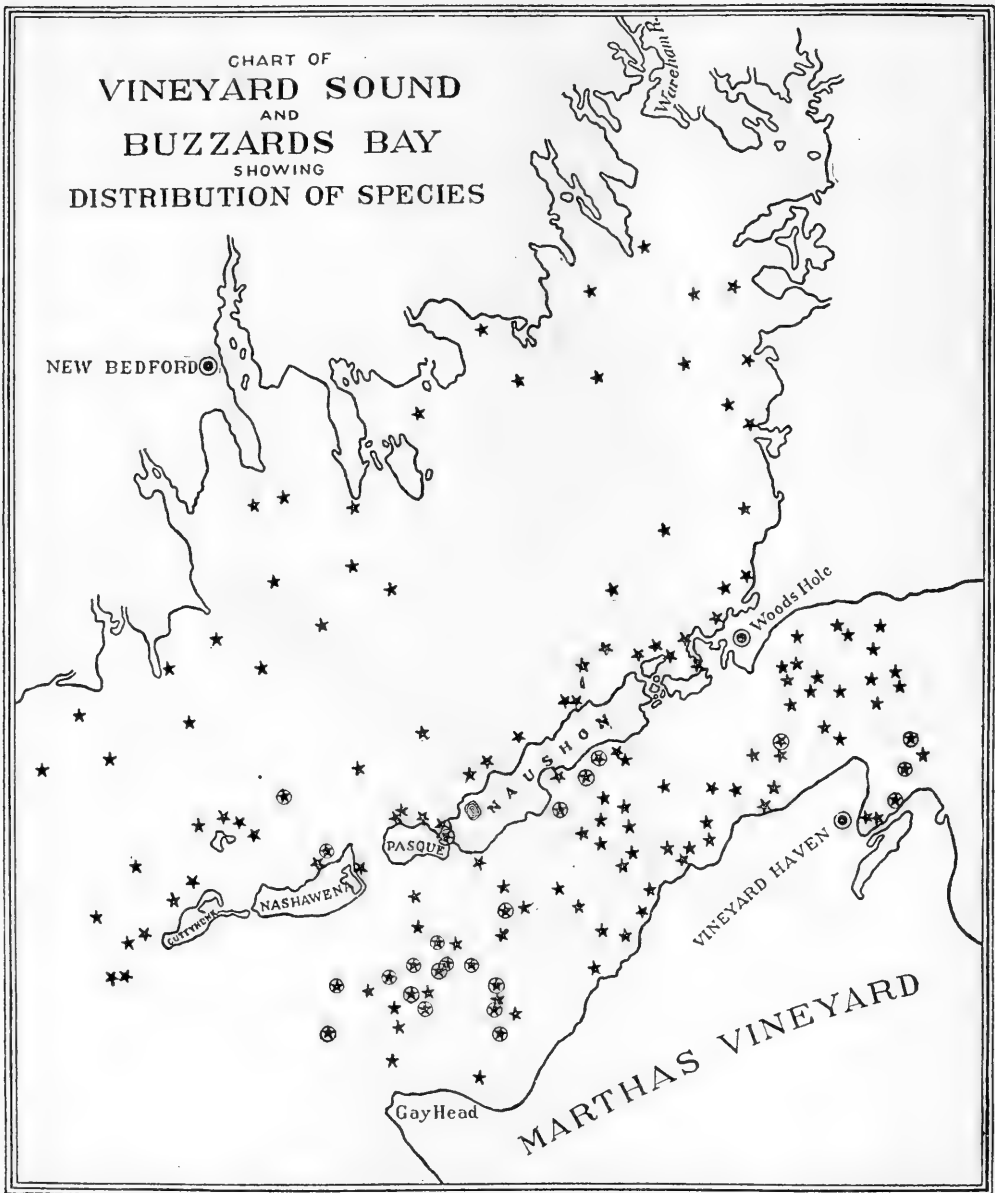 CHART OF
VINEYARD SOUND
AND
BUZZARDS BAY
SHOWING
DISTRIBUTION OF SPECIES
Wareham R.
NEW BEDFORD
Woods Hole
NAUSHON
PASQUE
NASHAWENA
CUTTYHUNK
VINEYARD HAVEN
MARTHAS VINEYARD
Gay Head